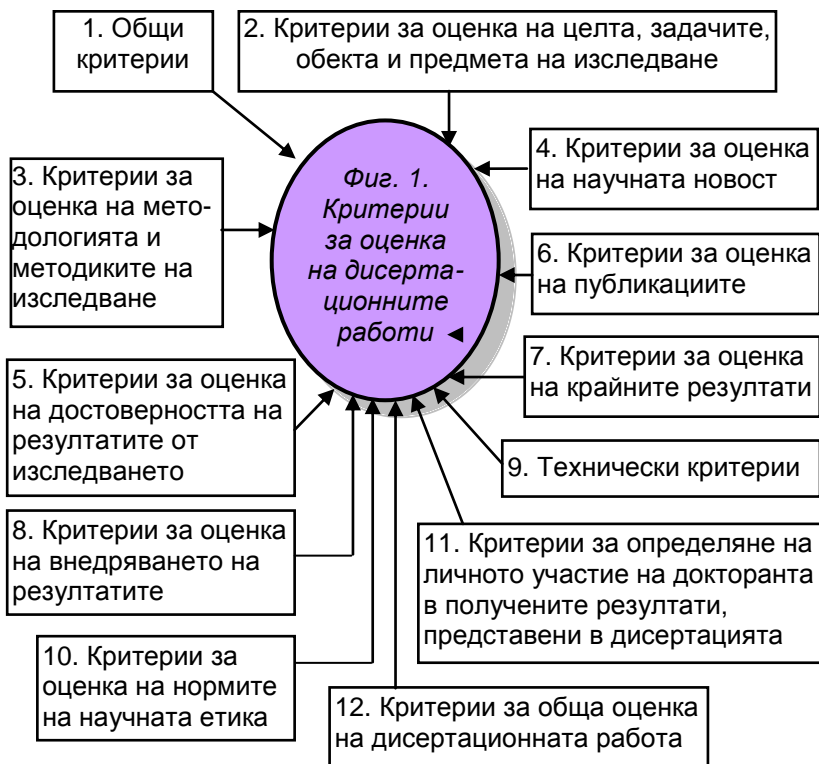 1. Общи
критерии
2. Критерии за оценка на целта, задачите,
обекта и предмета на изследване
3. Критерии за
оценка на мето-
дологията и
методиките на
изследване
Фиг. 1.
Критерии
за оценка
на дисерта-
ционните
работи
4. Критерии за оценка
на научната новост
6. Критерии за оценка
на публикациите
5. Критерии за оценка
на достоверността на
резултатите от
изследването
7. Критерии за оценка
на крайните резултати
9. Технически критерии
8. Критерии за оценка
на внедряването на
резултатите
11. Критерии за определяне на
личното участие на докторанта
в получените резултати,
представени в дисертацията
10. Критерии за
оценка на нормите
на научната етика
12. Критерии за обща оценка
на дисертационната работа